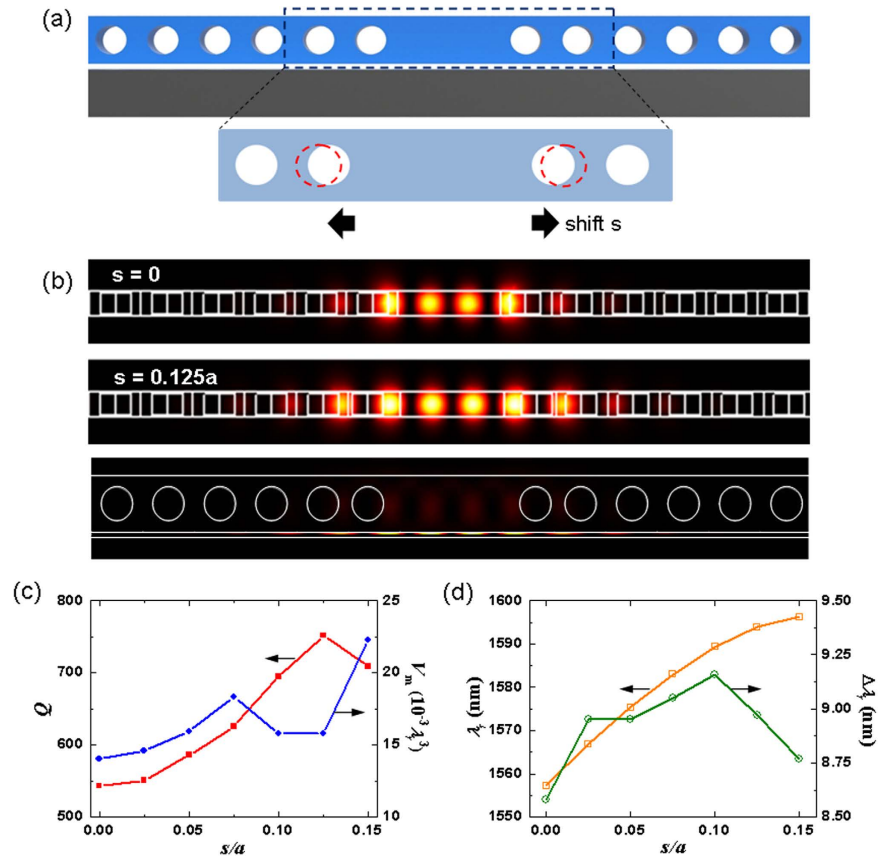 (a)
shift s
(b)
s = 0
s = 0.125a
(c)
800
700
600
500
Q
25
20
15
10
Vm (10⁻³λr³)
0.00 0.05 0.10 0.15
s/a
(d)
1600
1590
1580
1570
1560
1550
λr (nm)
9.50
9.25
9.00
8.75
8.50
Δλr (nm)
0.00 0.05 0.10 0.15
s/a